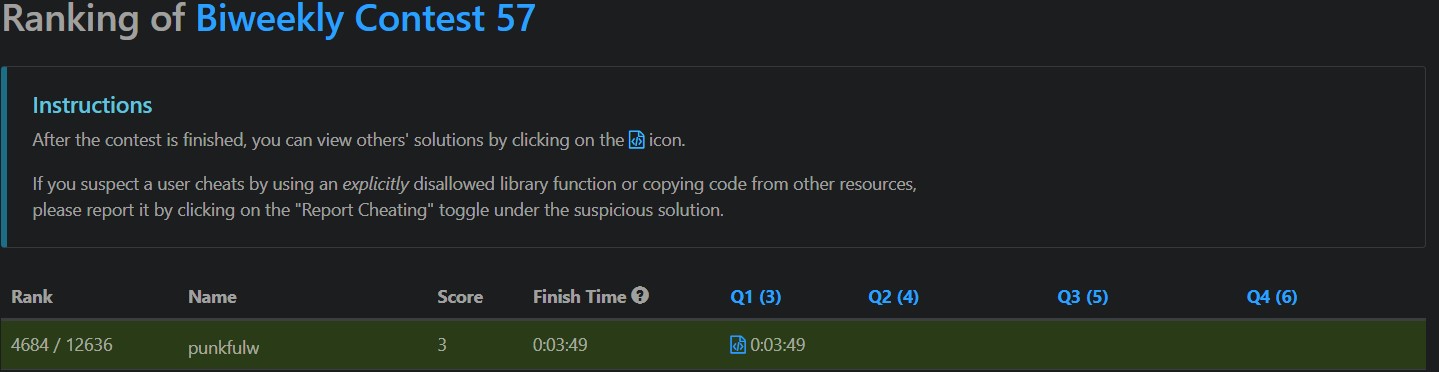 Ranking of Biweekly Contest 57
Instructions
After the contest is finished, you can view others' solutions by clicking on the icon.
If you suspect a user cheats by using an explicitly disallowed library function or copying code from other resources,
please report it by clicking on the "Report Cheating" toggle under the suspicious solution.
Rank Name Score Finish Time Q1 (3) Q2 (4) Q3 (5) Q4 (6)
4684 / 12636 punkfulw 3 0:03:49 0:03:49